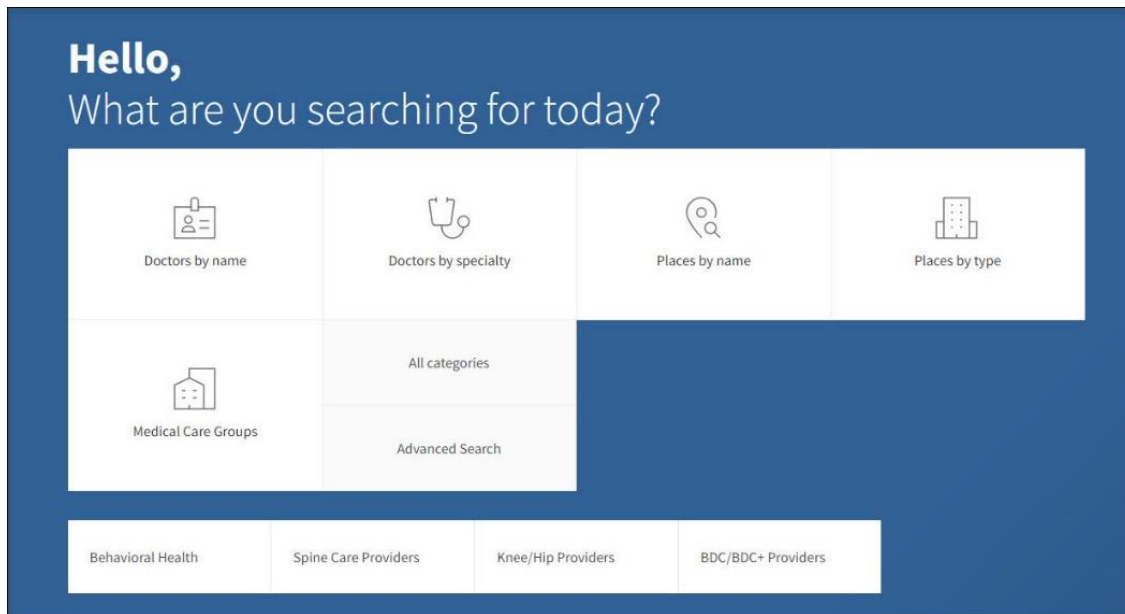 Hello,
What are you searching for today?
Doctors by name
Doctors by specialty
Places by name
Places by type
Medical Care Groups
All categories
Advanced Search
Behavioral Health
Spine Care Providers
Knee/Hip Providers
BDC/BDC+ Providers